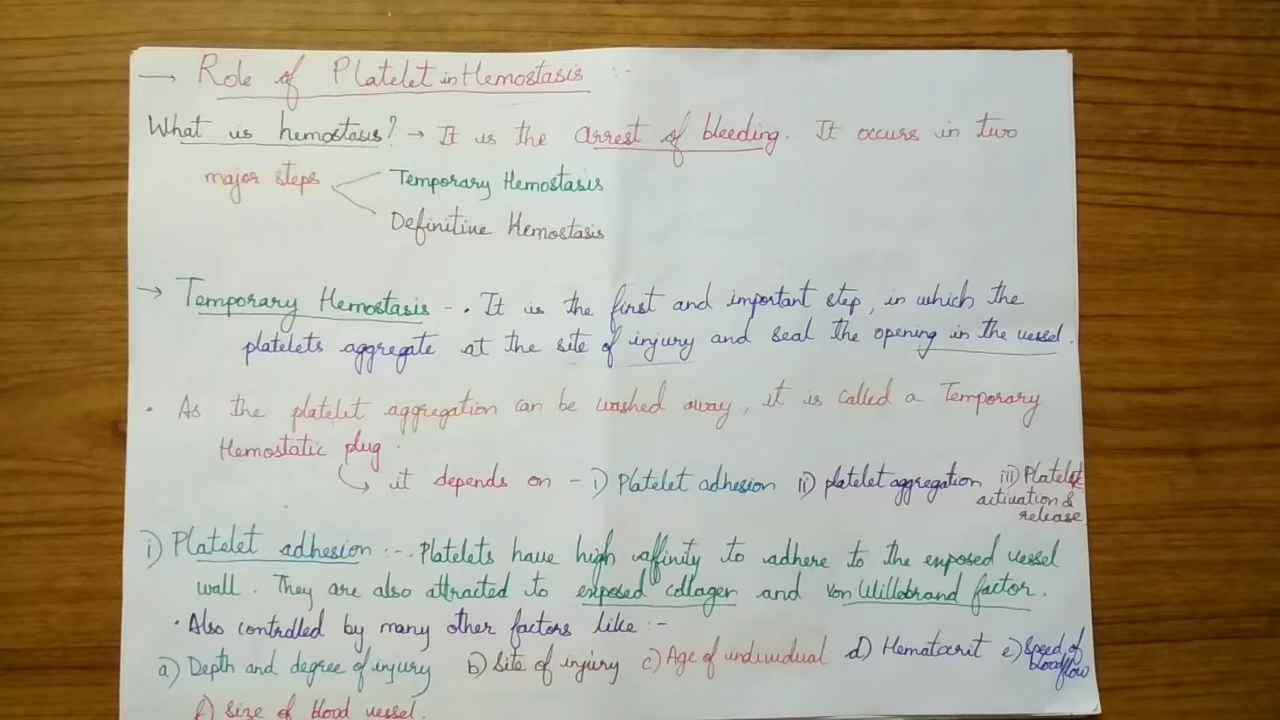 → Role of Platelet in Hemostasis :-
What is hemostasis? → It is the arrest of bleeding. It occurs in two
major steps
Temporary Hemostasis
Definitive Hemostasis
→ Temporary Hemostasis - • It is the first and important step, in which the
platelets aggregate at the site of injury and seal the opening in the vessel.
• As the platelet aggregation can be washed away, it is called a Temporary
Hemostatic plug.
↳ it depends on - i) Platelet adhesion ii) platelet aggregation iii) Platelet
activation &
release
i) Platelet adhesion :- • Platelets have high affinity to adhere to the exposed vessel
wall. They are also attracted to exposed collagen and von Willebrand factor.
• Also controlled by many other factors like :-
a) Depth and degree of injury b) Site of injury c) Age of individual d) Hematocrit e) Speed of
bloodflow
f) size of blood vessel.